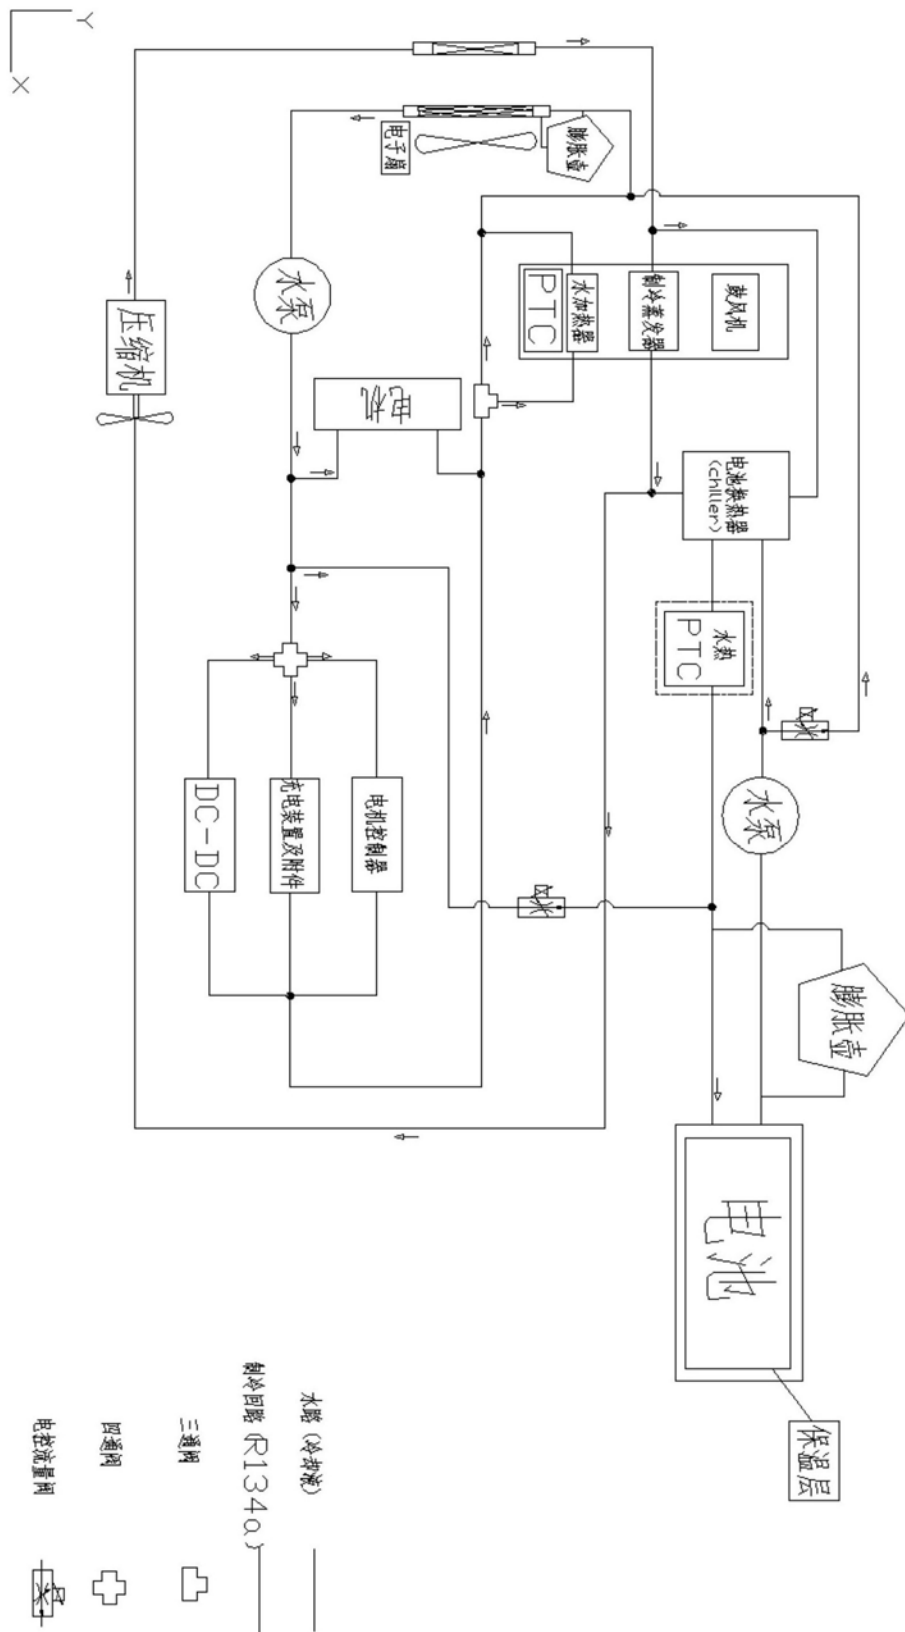 Y
X
膨胀壶
电子扇
水泵
压缩机
PTC
水加热器
制冷蒸发器
鼓风机
电机
电池换热器
(chiller)
水热
PTC
水泵
DC-DC
充电装置及附件
电机控制器
膨胀壶
电池
保温层
水路 (冷却液)
制冷回路 (R134a)
三通阀
四通阀
电控流量阀